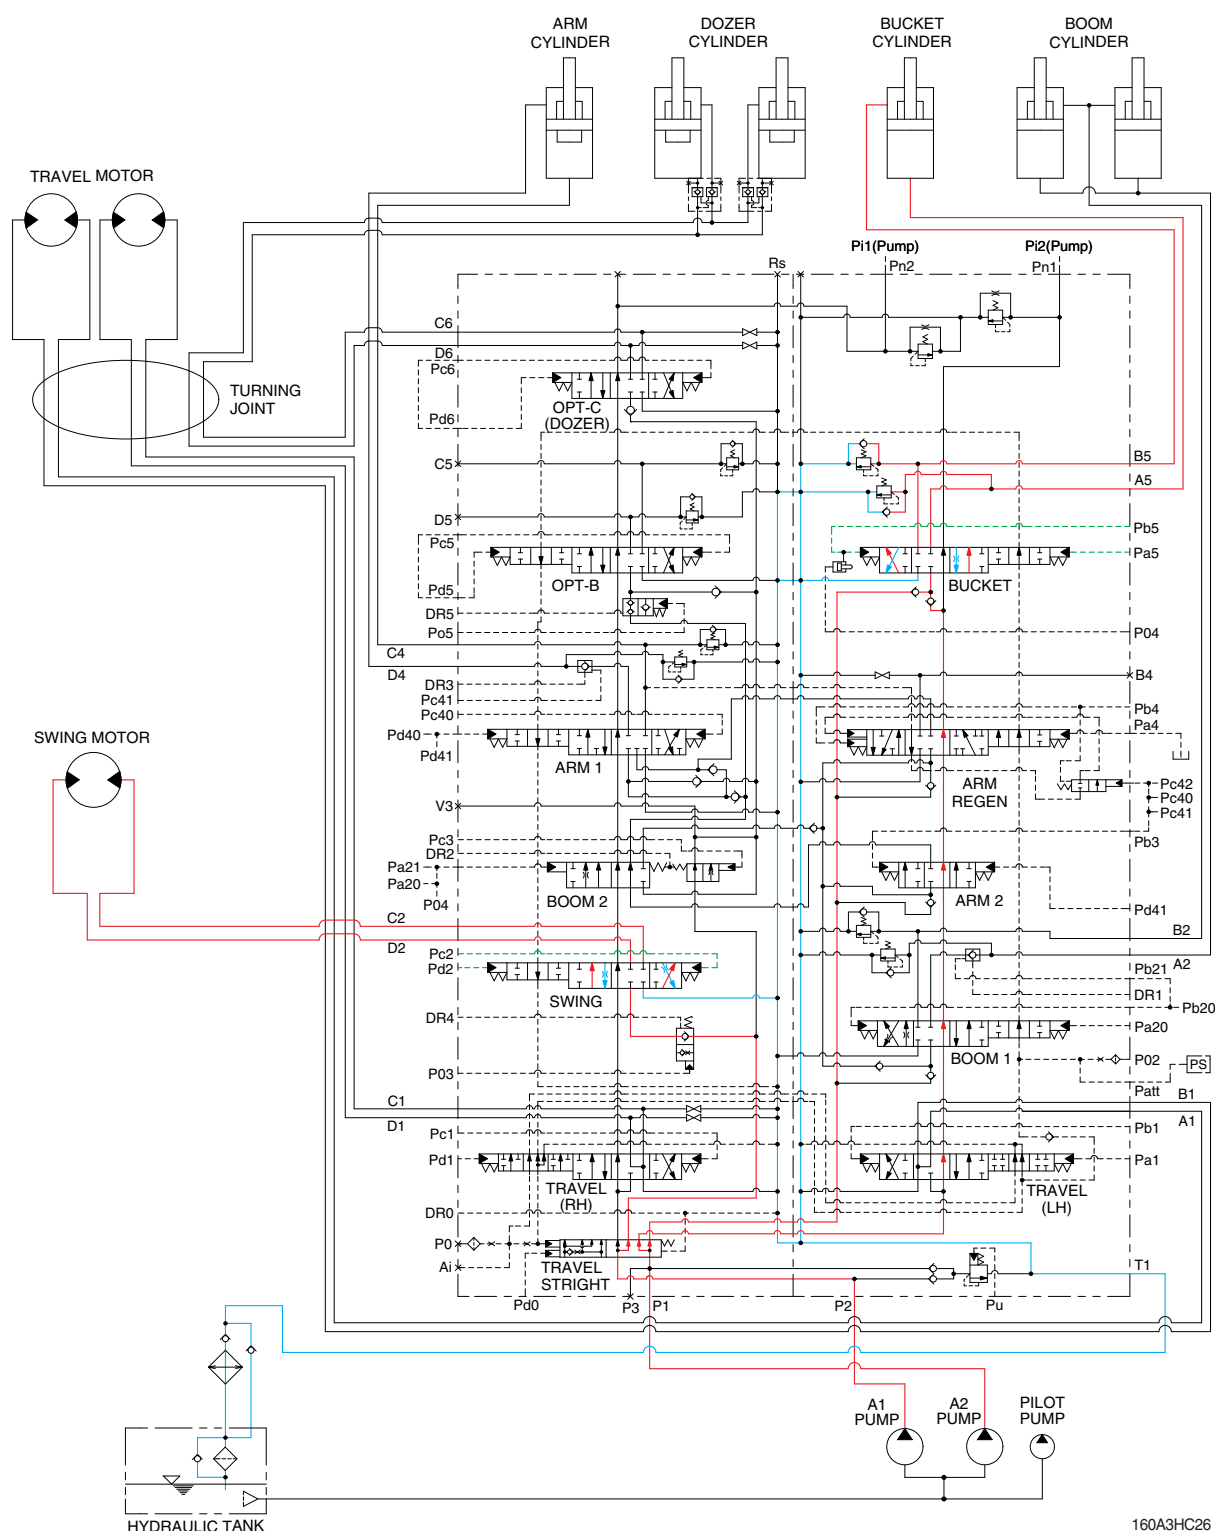 ARM
CYLINDER
DOZER
CYLINDER
BUCKET
CYLINDER
BOOM
CYLINDER
TRAVEL MOTOR
TURNING
JOINT
Pi1(Pump)
Pi2(Pump)
Rs
Pn2
Pn1
C6
D6
Pc6
Pd6
OPT-C
(DOZER)
C5
B5
A5
D5
Pc5
Pb5
Pa5
OPT-B
BUCKET
Pd5
DR5
Po5
P04
C4
D4
DR3
Pc41
Pc40
B4
Pb4
Pa4
Pd40
Pd41
ARM 1
ARM
REGEN
Pc42
Pc40
Pc41
SWING MOTOR
V3
Pc3
DR2
Pb3
Pa21
Pa20
P04
BOOM 2
ARM 2
Pd41
C2
D2
B2
A2
Pc2
Pd2
SWING
Pb21
DR1
Pb20
Pa20
DR4
BOOM 1
P03
P02
PS
Patt
C1
D1
B1
A1
Pc1
Pb1
Pd1
Pa1
TRAVEL
(RH)
TRAVEL
(LH)
DR0
P0
Ai
TRAVEL
STRIGHT
T1
Pd0
P3
P1
P2
Pu
A1
PUMP
A2
PUMP
PILOT
PUMP
HYDRAULIC TANK
160A3HC26